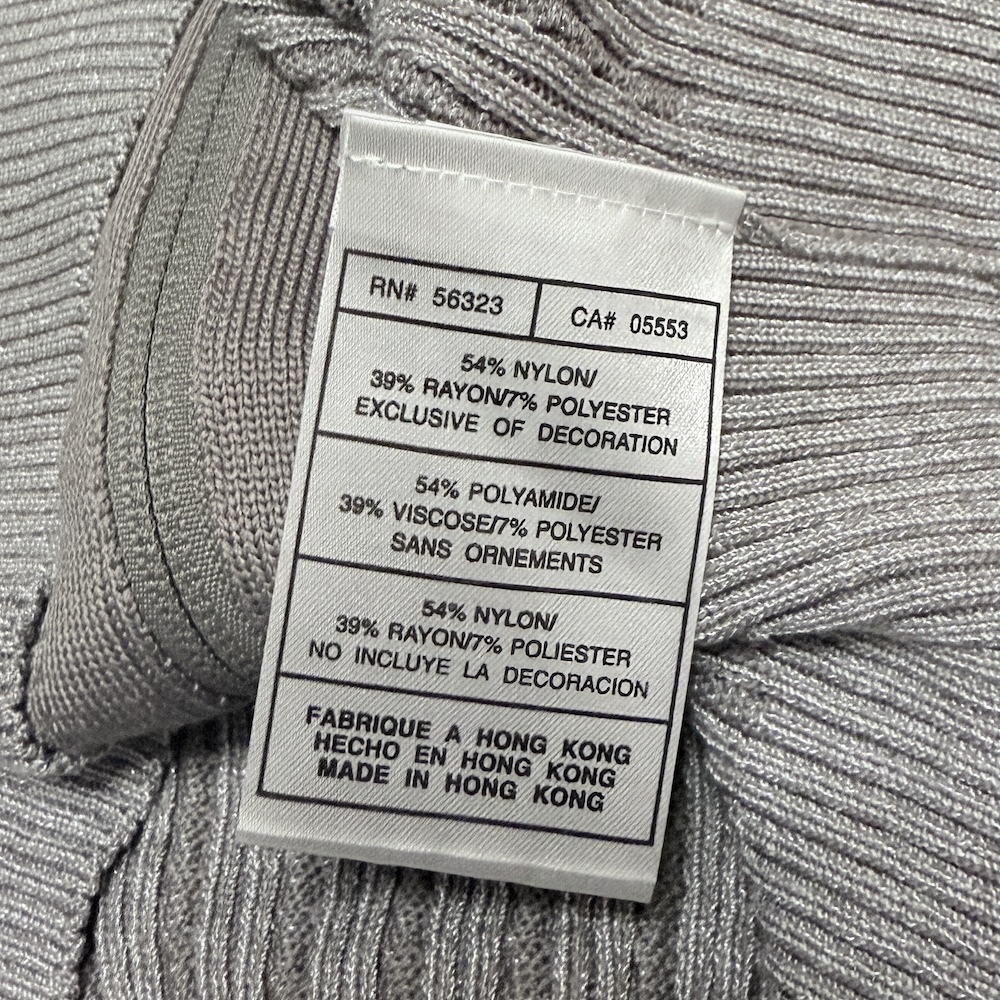 RN# 56323 CA# 05553
54% NYLON/
39% RAYON/7% POLYESTER
EXCLUSIVE OF DECORATION
54% POLYAMIDE/
39% VISCOSE/7% POLYESTER
SANS ORNEMENTS
54% NYLON/
39% RAYON/7% POLIESTER
NO INCLUYE LA DECORACION
FABRIQUE A HONG KONG
HECHO EN HONG KONG
MADE IN HONG KONG